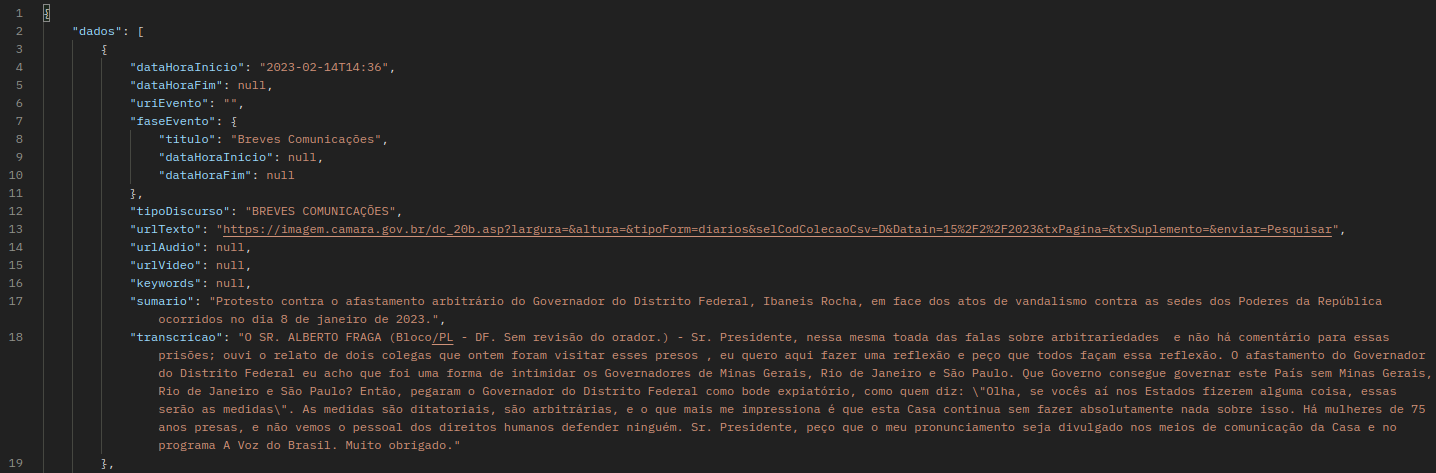 1 {
2 "dados": [
3 {
4 "dataHoraInicio": "2023-02-14T14:36",
5 "dataHoraFim": null,
6 "uriEvento": "",
7 "faseEvento": {
8 "titulo": "Breves Comunicações",
9 "dataHoraInicio": null,
10 "dataHoraFim": null
11 },
12 "tipoDiscurso": "BREVES COMUNICAÇÕES",
13 "urlTexto": "https://imagem.camara.gov.br/dc_20b.asp?largura=&altura=&tipoForm=diarios&selCodColecaoCsv=D&Datain=15%2F2%2F2023&txPagina=&txSuplemento=&enviar=Pesquisar",
14 "urlAudio": null,
15 "urlVideo": null,
16 "keywords": null,
17 "sumario": "Protesto contra o afastamento arbitrário do Governador do Distrito Federal, Ibaneis Rocha, em face dos atos de vandalismo contra as sedes dos Poderes da República
ocorridos no dia 8 de janeiro de 2023.",
18 "transcricao": "O SR. ALBERTO FRAGA (Bloco/PL - DF. Sem revisão do orador.) - Sr. Presidente, nessa mesma toada das falas sobre arbitrariedades  e não há comentário para essas
prisões; ouvi o relato de dois colegas que ontem foram visitar esses presos , eu quero aqui fazer uma reflexão e peço que todos façam essa reflexão. O afastamento do Governador
do Distrito Federal eu acho que foi uma forma de intimidar os Governadores de Minas Gerais, Rio de Janeiro e São Paulo. Que Governo consegue governar este País sem Minas Gerais,
Rio de Janeiro e São Paulo? Então, pegaram o Governador do Distrito Federal como bode expiatório, como quem diz: \"Olha, se vocês aí nos Estados fizerem alguma coisa, essas
serão as medidas\". As medidas são ditatoriais, são arbitrárias, e o que mais me impressiona é que esta Casa continua sem fazer absolutamente nada sobre isso. Há mulheres de 75
anos presas, e não vemos o pessoal dos direitos humanos defender ninguém. Sr. Presidente, peço que o meu pronunciamento seja divulgado nos meios de comunicação da Casa e no
programa A Voz do Brasil. Muito obrigado."
19 },